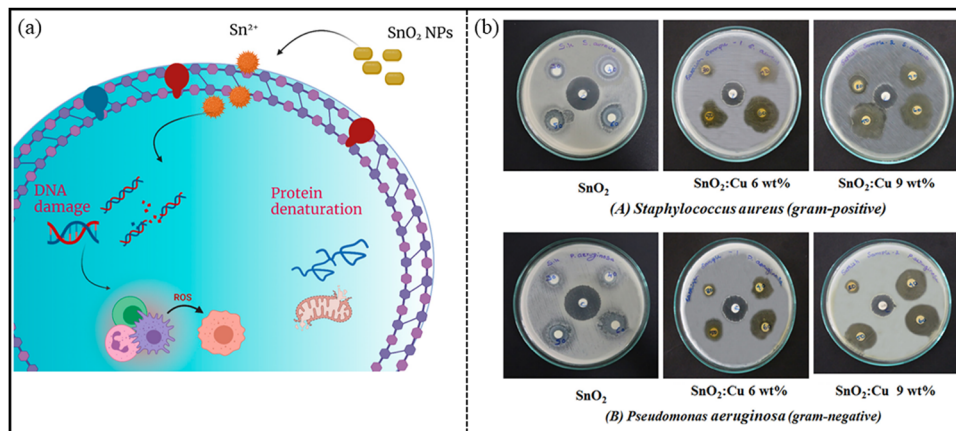 (a)
Sn²⁺
SnO₂ NPs
DNA
damage
Protein
denaturation
ROS
(b)
SnO₂
SnO₂:Cu 6 wt%
SnO₂:Cu 9 wt%
(A) Staphylococcus aureus (gram-positive)
SnO₂
SnO₂:Cu 6 wt%
SnO₂:Cu 9 wt%
(B) Pseudomonas aeruginosa (gram-negative)